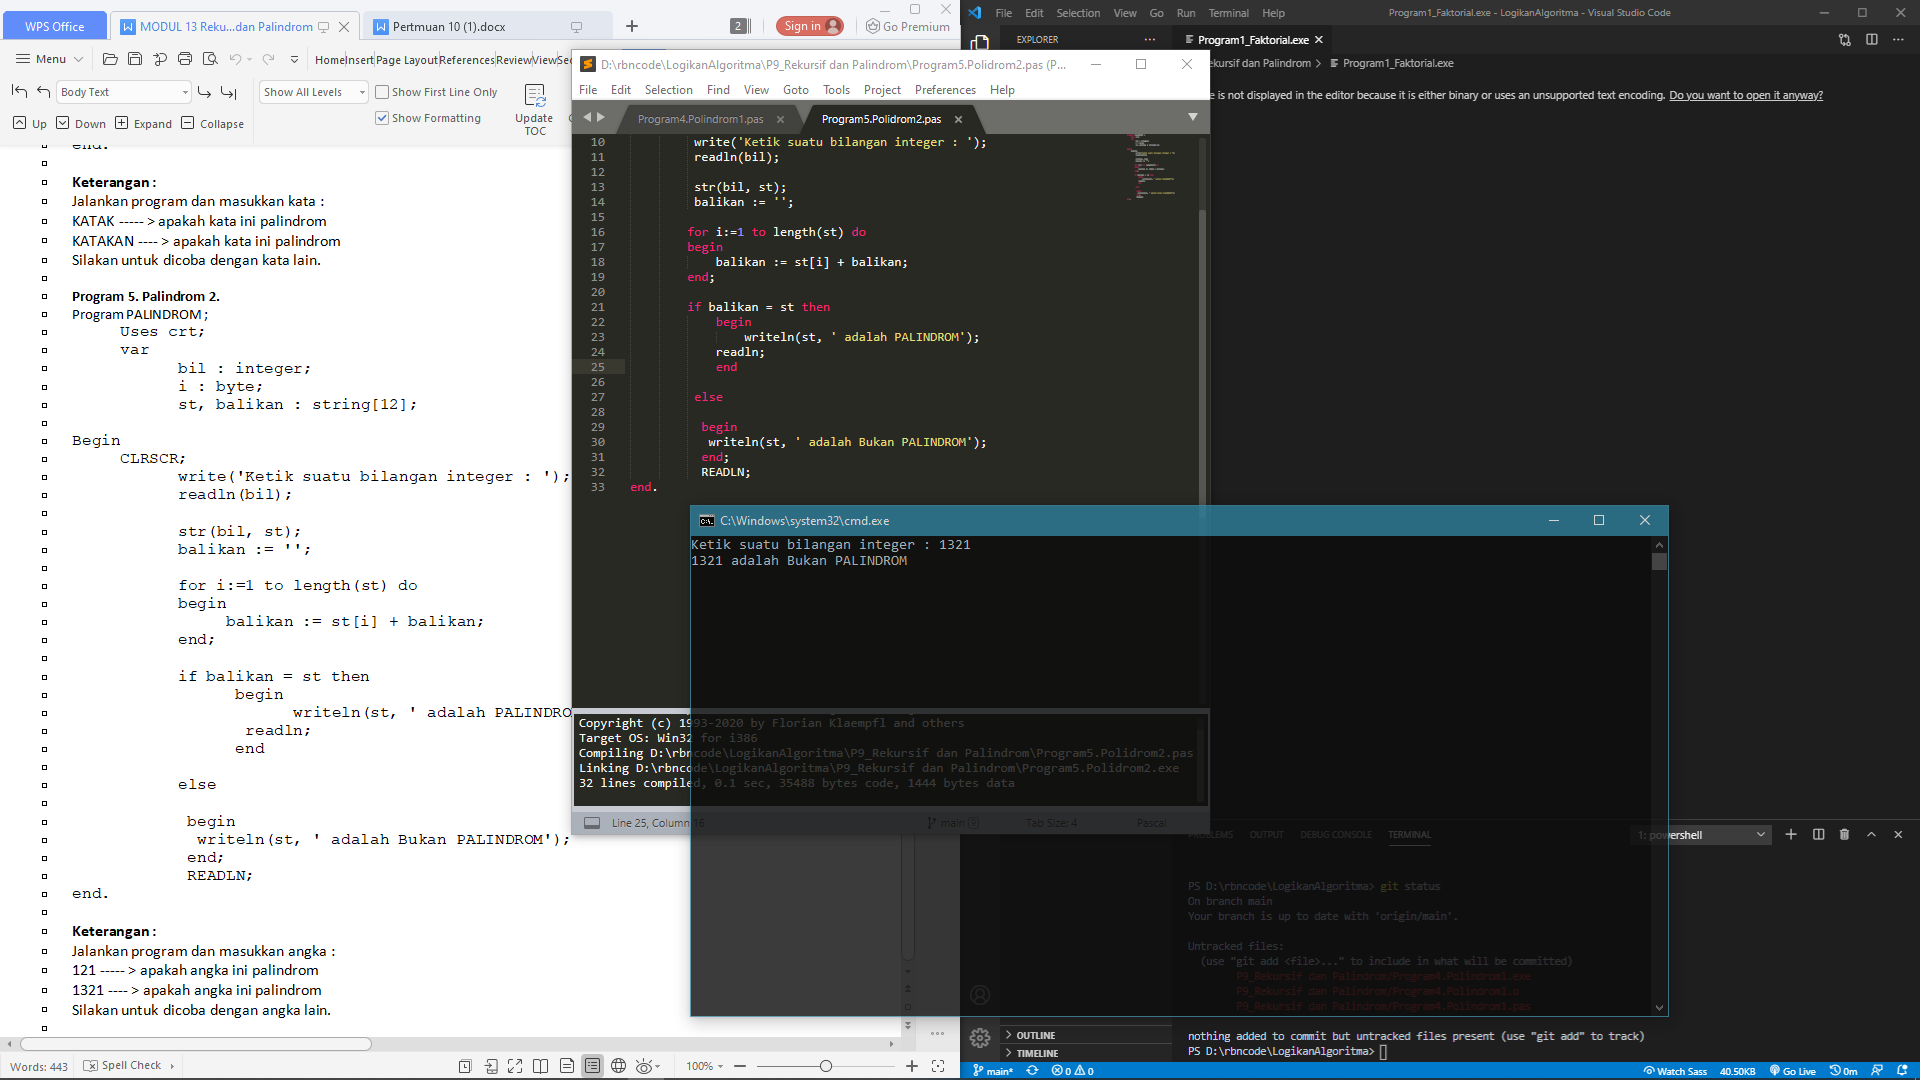 WPS Office
MODUL 13 Reku...dan Palindrom
Pertmuan 10 (1).docx
2
Sign in
Go Premium
Menu
Home
Insert
Page Layout
References
Review
View
Sec
Body Text
Show All Levels
Show First Line Only
Show Formatting
Update
TOC
Up
Down
Expand
Collapse
end.
Keterangan :
Jalankan program dan masukkan kata :
KATAK ----- > apakah kata ini palindrom
KATAKAN ---- > apakah kata ini palindrom
Silakan untuk dicoba dengan kata lain.
Program 5. Palindrom 2.
Program PALINDROM ;
Uses crt;
var
bil : integer;
i : byte;
st, balikan : string[12];
Begin
CLRSCR;
write('Ketik suatu bilangan integer : ');
readln(bil);
str(bil, st);
balikan := '';
for i:=1 to length(st) do
begin
balikan := st[i] + balikan;
end;
if balikan = st then
begin
writeln(st, ' adalah PALINDRO
readln;
end
else
begin
writeln(st, ' adalah Bukan PALINDROM');
end;
READLN;
end.
Keterangan :
Jalankan program dan masukkan angka :
121 ----- > apakah angka ini palindrom
1321 ---- > apakah angka ini palindrom
Silakan untuk dicoba dengan angka lain.
Words: 443
Spell Check
100%
D:\rbncode\LogikanAlgoritma\P9_Rekursif dan Palindrom\Program5.Polidrom2.pas (P...
File Edit Selection Find View Goto Tools Project Preferences Help
Program4.Polindrom1.pas
Program5.Polidrom2.pas
10 write('Ketik suatu bilangan integer : ');
11 readln(bil);
12
13 str(bil, st);
14 balikan := '';
15
16 for i:=1 to length(st) do
17 begin
18 balikan := st[i] + balikan;
19 end;
20
21 if balikan = st then
22 begin
23 writeln(st, ' adalah PALINDROM');
24 readln;
25 end
26
27 else
28
29 begin
30 writeln(st, ' adalah Bukan PALINDROM');
31 end;
32 READLN;
33 end.
Copyright (c) 1993-2020 by Florian Klaempfl and others
Target OS: Win32 for i386
Compiling D:\rbncode\LogikanAlgoritma\P9_Rekursif dan Palindrom\Program5.Polidrom2.pas
Linking D:\rbncode\LogikanAlgoritma\P9_Rekursif dan Palindrom\Program5.Polidrom2.exe
32 lines compiled, 0.1 sec, 35488 bytes code, 1444 bytes data
Line 25, Column 16
main
Tab Size: 4
Pascal
C:\Windows\system32\cmd.exe
Ketik suatu bilangan integer : 1321
1321 adalah Bukan PALINDROM
File Edit Selection View Go Run Terminal Help
Program1_Faktorial.exe - LogikanAlgoritma - Visual Studio Code
EXPLORER
Program1_Faktorial.exe
ekursif dan Palindrom > Program1_Faktorial.exe
e is not displayed in the editor because it is either binary or uses an unsupported text encoding. Do you want to open it anyway?
OUTPUT
DEBUG CONSOLE
TERMINAL
1: powershell
PS D:\rbncode\LogikanAlgoritma> git status
On branch main
Your branch is up to date with 'origin/main'.
Untracked files:
(use "git add <file>..." to include in what will be committed)
P9_Rekursif dan Palindrom/Program4.Polindrom1.exe
P9_Rekursif dan Palindrom/Program4.Polindrom1.o
P9_Rekursif dan Palindrom/Program4.Polindrom1.pas
nothing added to commit but untracked files present (use "git add" to track)
PS D:\rbncode\LogikanAlgoritma>
OUTLINE
TIMELINE
main*
0
0
Watch Sass
40.50KB
Go Live
0m